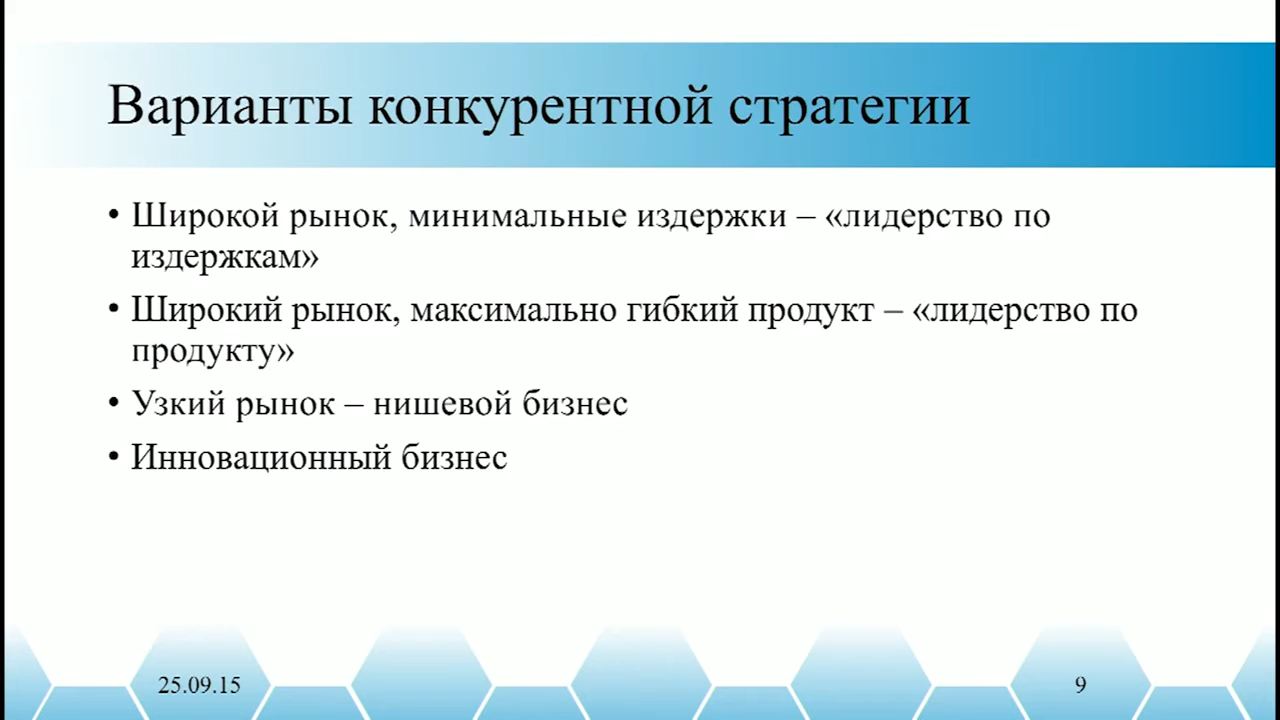 Варианты конкурентной стратегии
• Широкой рынок, минимальные издержки – «лидерство по
издержкам»
• Широкий рынок, максимально гибкий продукт – «лидерство по
продукту»
• Узкий рынок – нишевой бизнес
• Инновационный бизнес
25.09.15
9